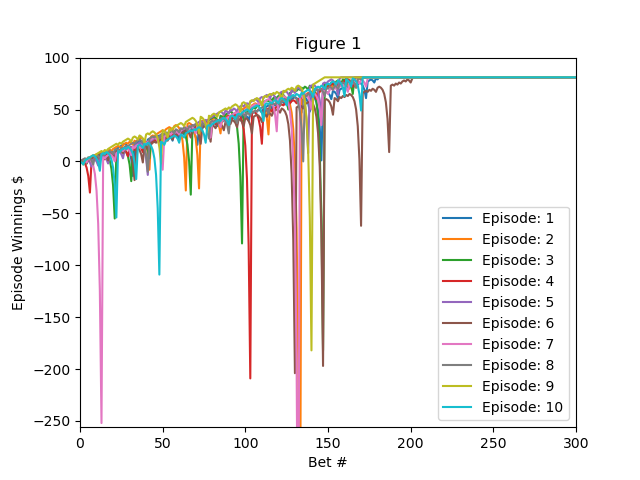 Figure 1
Episode Winnings $
100
50
0
−50
−100
−150
−200
−250
0 50 100 150 200 250 300
Bet #
Episode: 1
Episode: 2
Episode: 3
Episode: 4
Episode: 5
Episode: 6
Episode: 7
Episode: 8
Episode: 9
Episode: 10